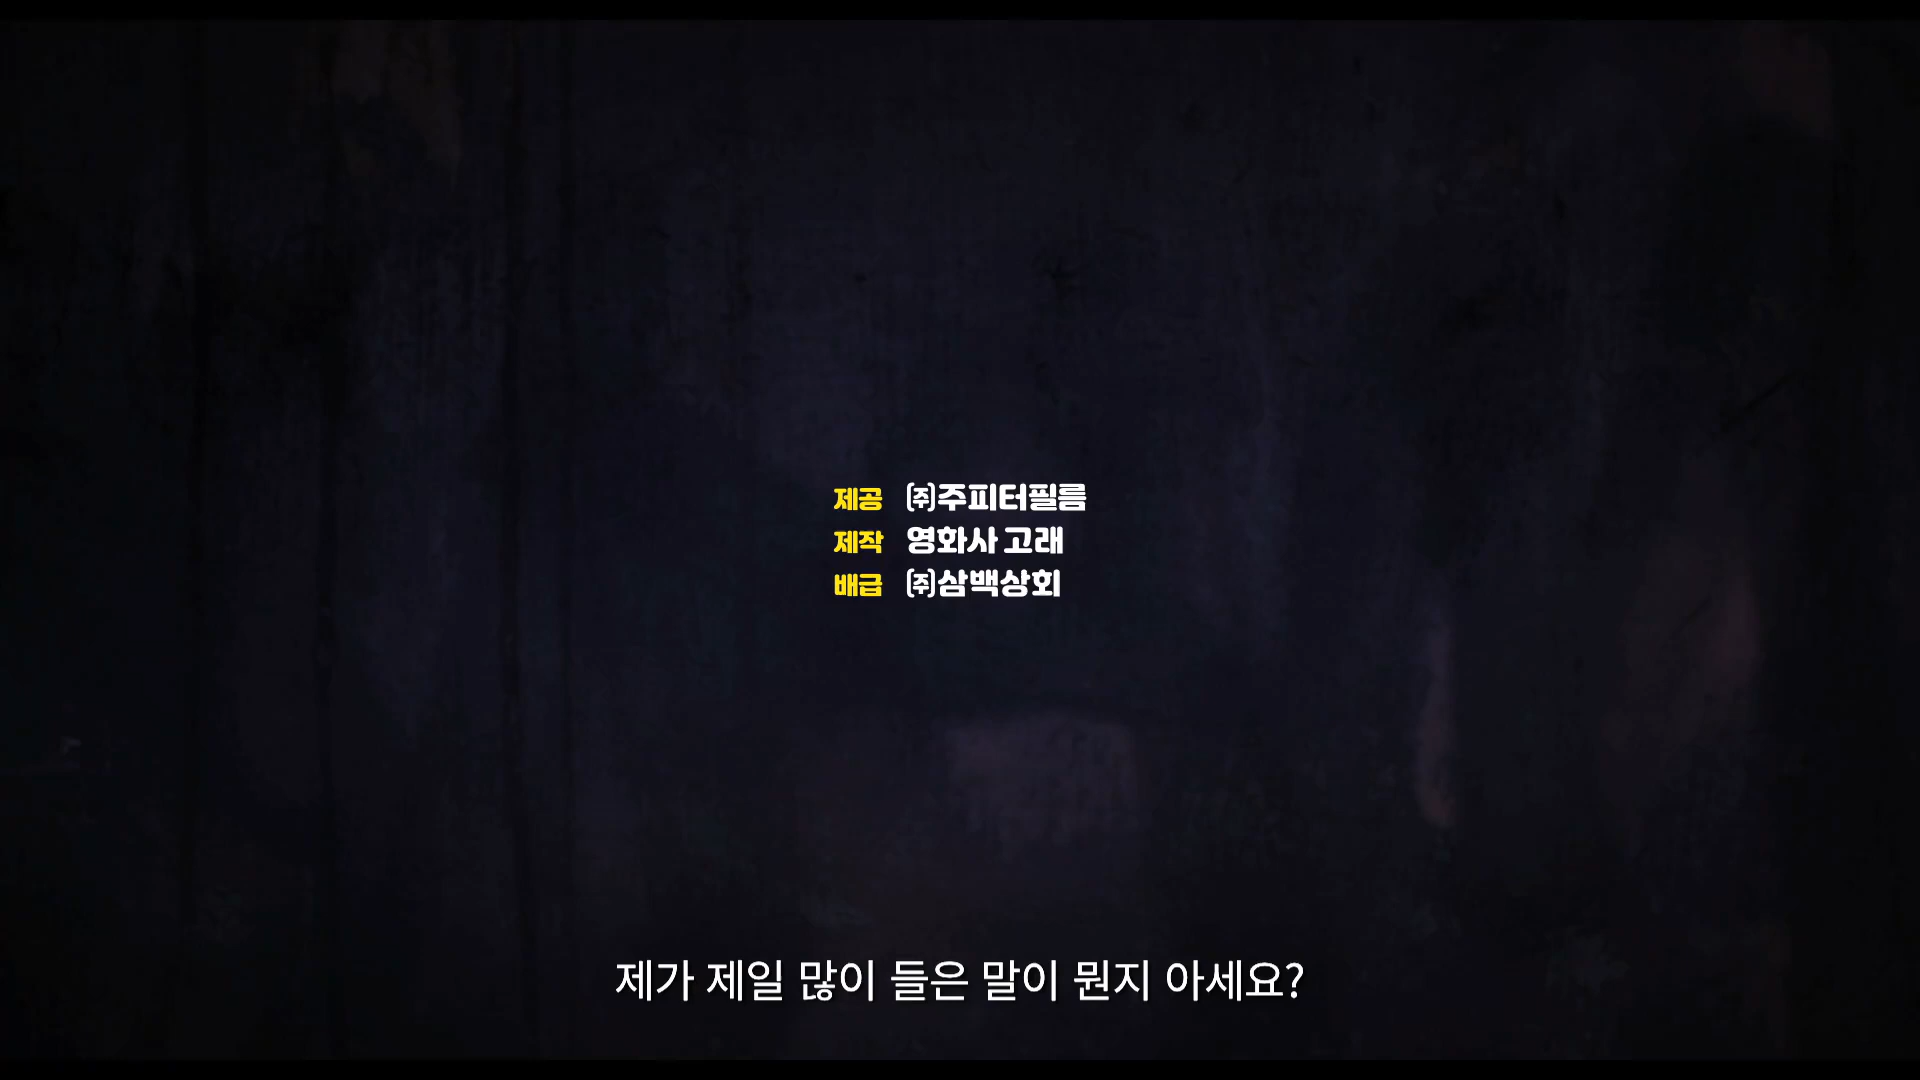 제공 ㈜주피터필름
제작 영화사 고래
배급 ㈜삼백상회
제가 제일 많이 들은 말이 뭔지 아세요?